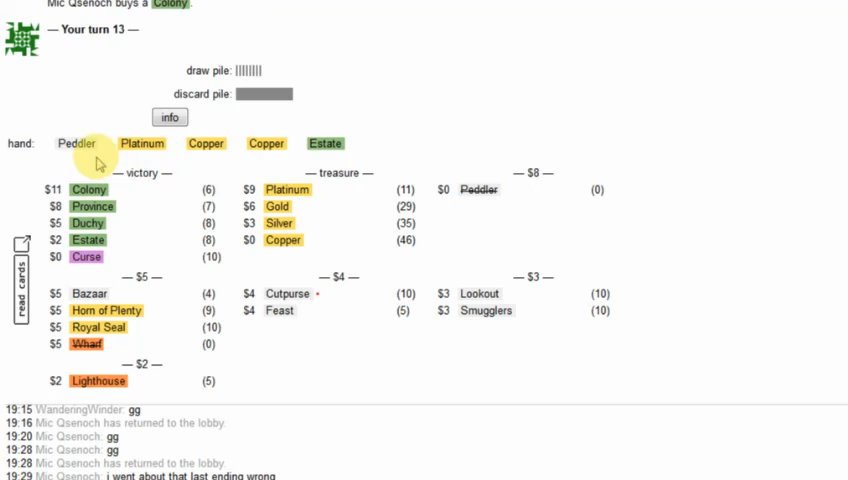 Mic Qsenoch buys a Colony.
— Your turn 13 —
draw pile:
discard pile:
info
hand: Peddler Platinum Copper Copper Estate
— victory — — treasure — — $8 —
$11 Colony (6) $9 Platinum (11) $0 Peddler (0)
$8 Province (7) $6 Gold (29)
$5 Duchy (8) $3 Silver (35)
$2 Estate (8) $0 Copper (46)
$0 Curse (10)
read cards
— $5 — — $4 — — $3 —
$5 Bazaar (4) $4 Cutpurse (10) $3 Lookout (10)
$5 Horn of Plenty (9) $4 Feast (5) $3 Smugglers (10)
$5 Royal Seal (10)
$5 Wharf (0)
— $2 —
$2 Lighthouse (5)
19:15 WanderingWinder: gg
19:16 Mic Qsenoch has returned to the lobby.
19:20 Mic Qsenoch: gg
19:28 Mic Qsenoch: gg
19:28 Mic Qsenoch has returned to the lobby.
19:29 Mic Qsenoch: i went about that last ending wrong